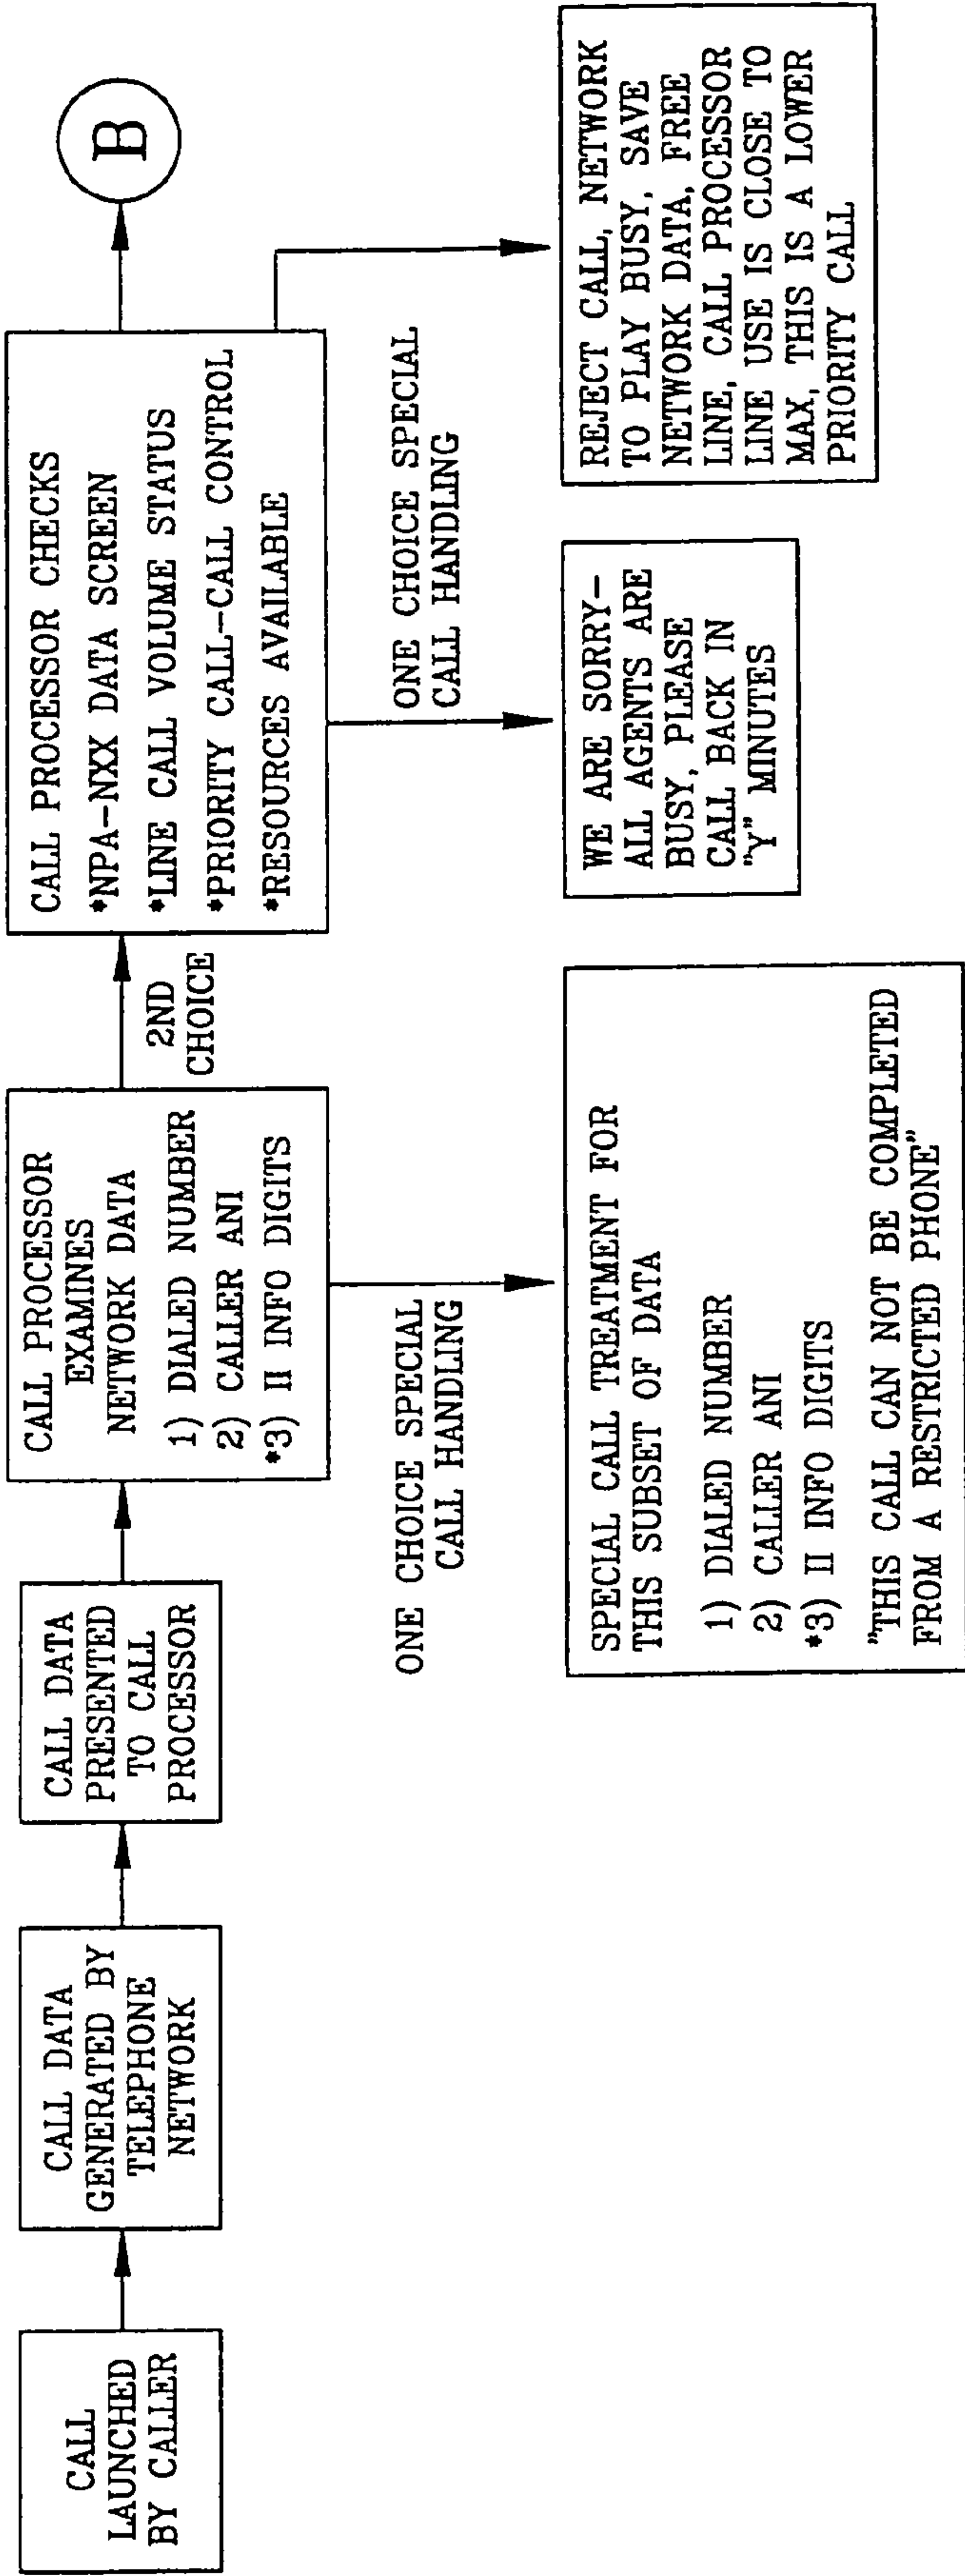 CALL
LAUNCHED
BY CALLER
CALL DATA
GENERATED BY
TELEPHONE
NETWORK
CALL DATA
PRESENTED
TO CALL
PROCESSOR
CALL PROCESSOR
EXAMINES
NETWORK DATA
1) DIALED NUMBER
2) CALLER ANI
*3) II INFO DIGITS
2ND
CHOICE
CALL PROCESSOR CHECKS
*NPA-NXX DATA SCREEN
*LINE CALL VOLUME STATUS
*PRIORITY CALL-CALL CONTROL
*RESOURCES AVAILABLE
B
ONE CHOICE SPECIAL
CALL HANDLING
SPECIAL CALL TREATMENT FOR
THIS SUBSET OF DATA
1) DIALED NUMBER
2) CALLER ANI
*3) II INFO DIGITS
"THIS CALL CAN NOT BE COMPLETED
FROM A RESTRICTED PHONE"
ONE CHOICE SPECIAL
CALL HANDLING
WE ARE SORRY-
ALL AGENTS ARE
BUSY, PLEASE
CALL BACK IN
"Y" MINUTES
REJECT CALL, NETWORK
TO PLAY BUSY, SAVE
NETWORK DATA, FREE
LINE, CALL PROCESSOR
LINE USE IS CLOSE TO
MAX, THIS IS A LOWER
PRIORITY CALL